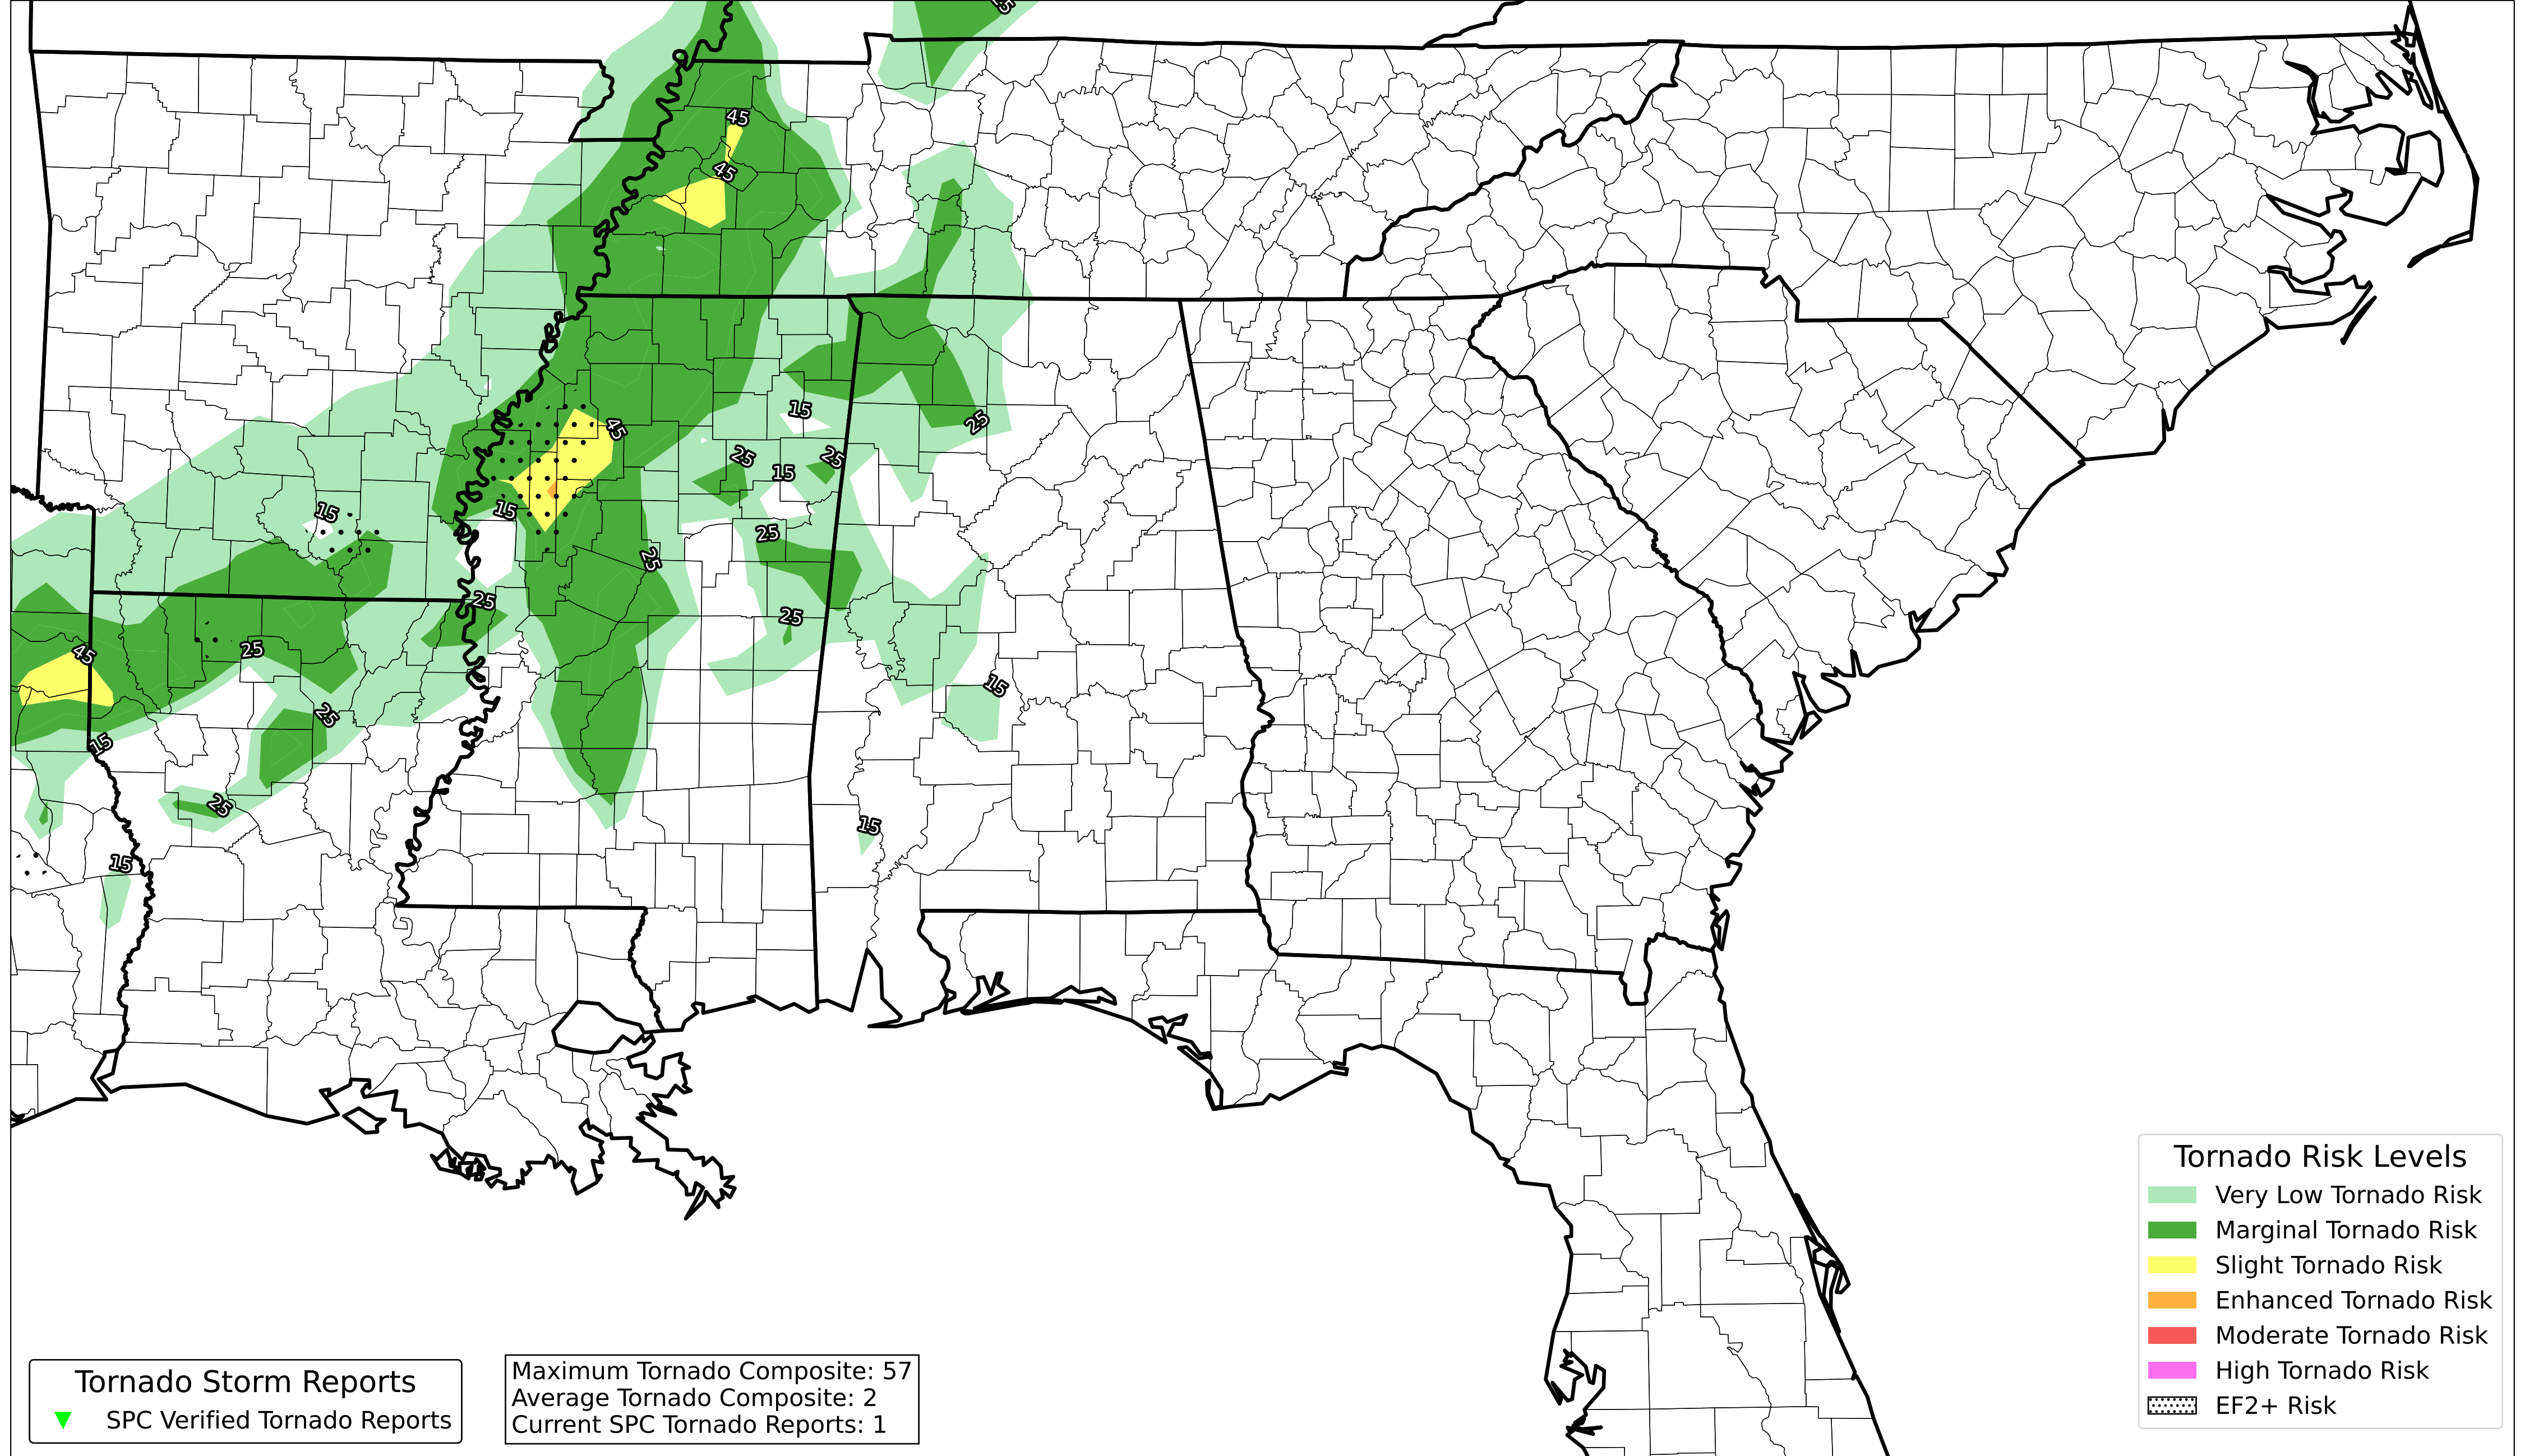 45
45
15
45
25
25
25
15
15
15
25
25
25
25
45
25
15
25
15
25
15
15
15
Tornado Risk Levels
Very Low Tornado Risk
Marginal Tornado Risk
Slight Tornado Risk
Enhanced Tornado Risk
Moderate Tornado Risk
High Tornado Risk
EF2+ Risk
Tornado Storm Reports
SPC Verified Tornado Reports
Maximum Tornado Composite: 57
Average Tornado Composite: 2
Current SPC Tornado Reports: 1